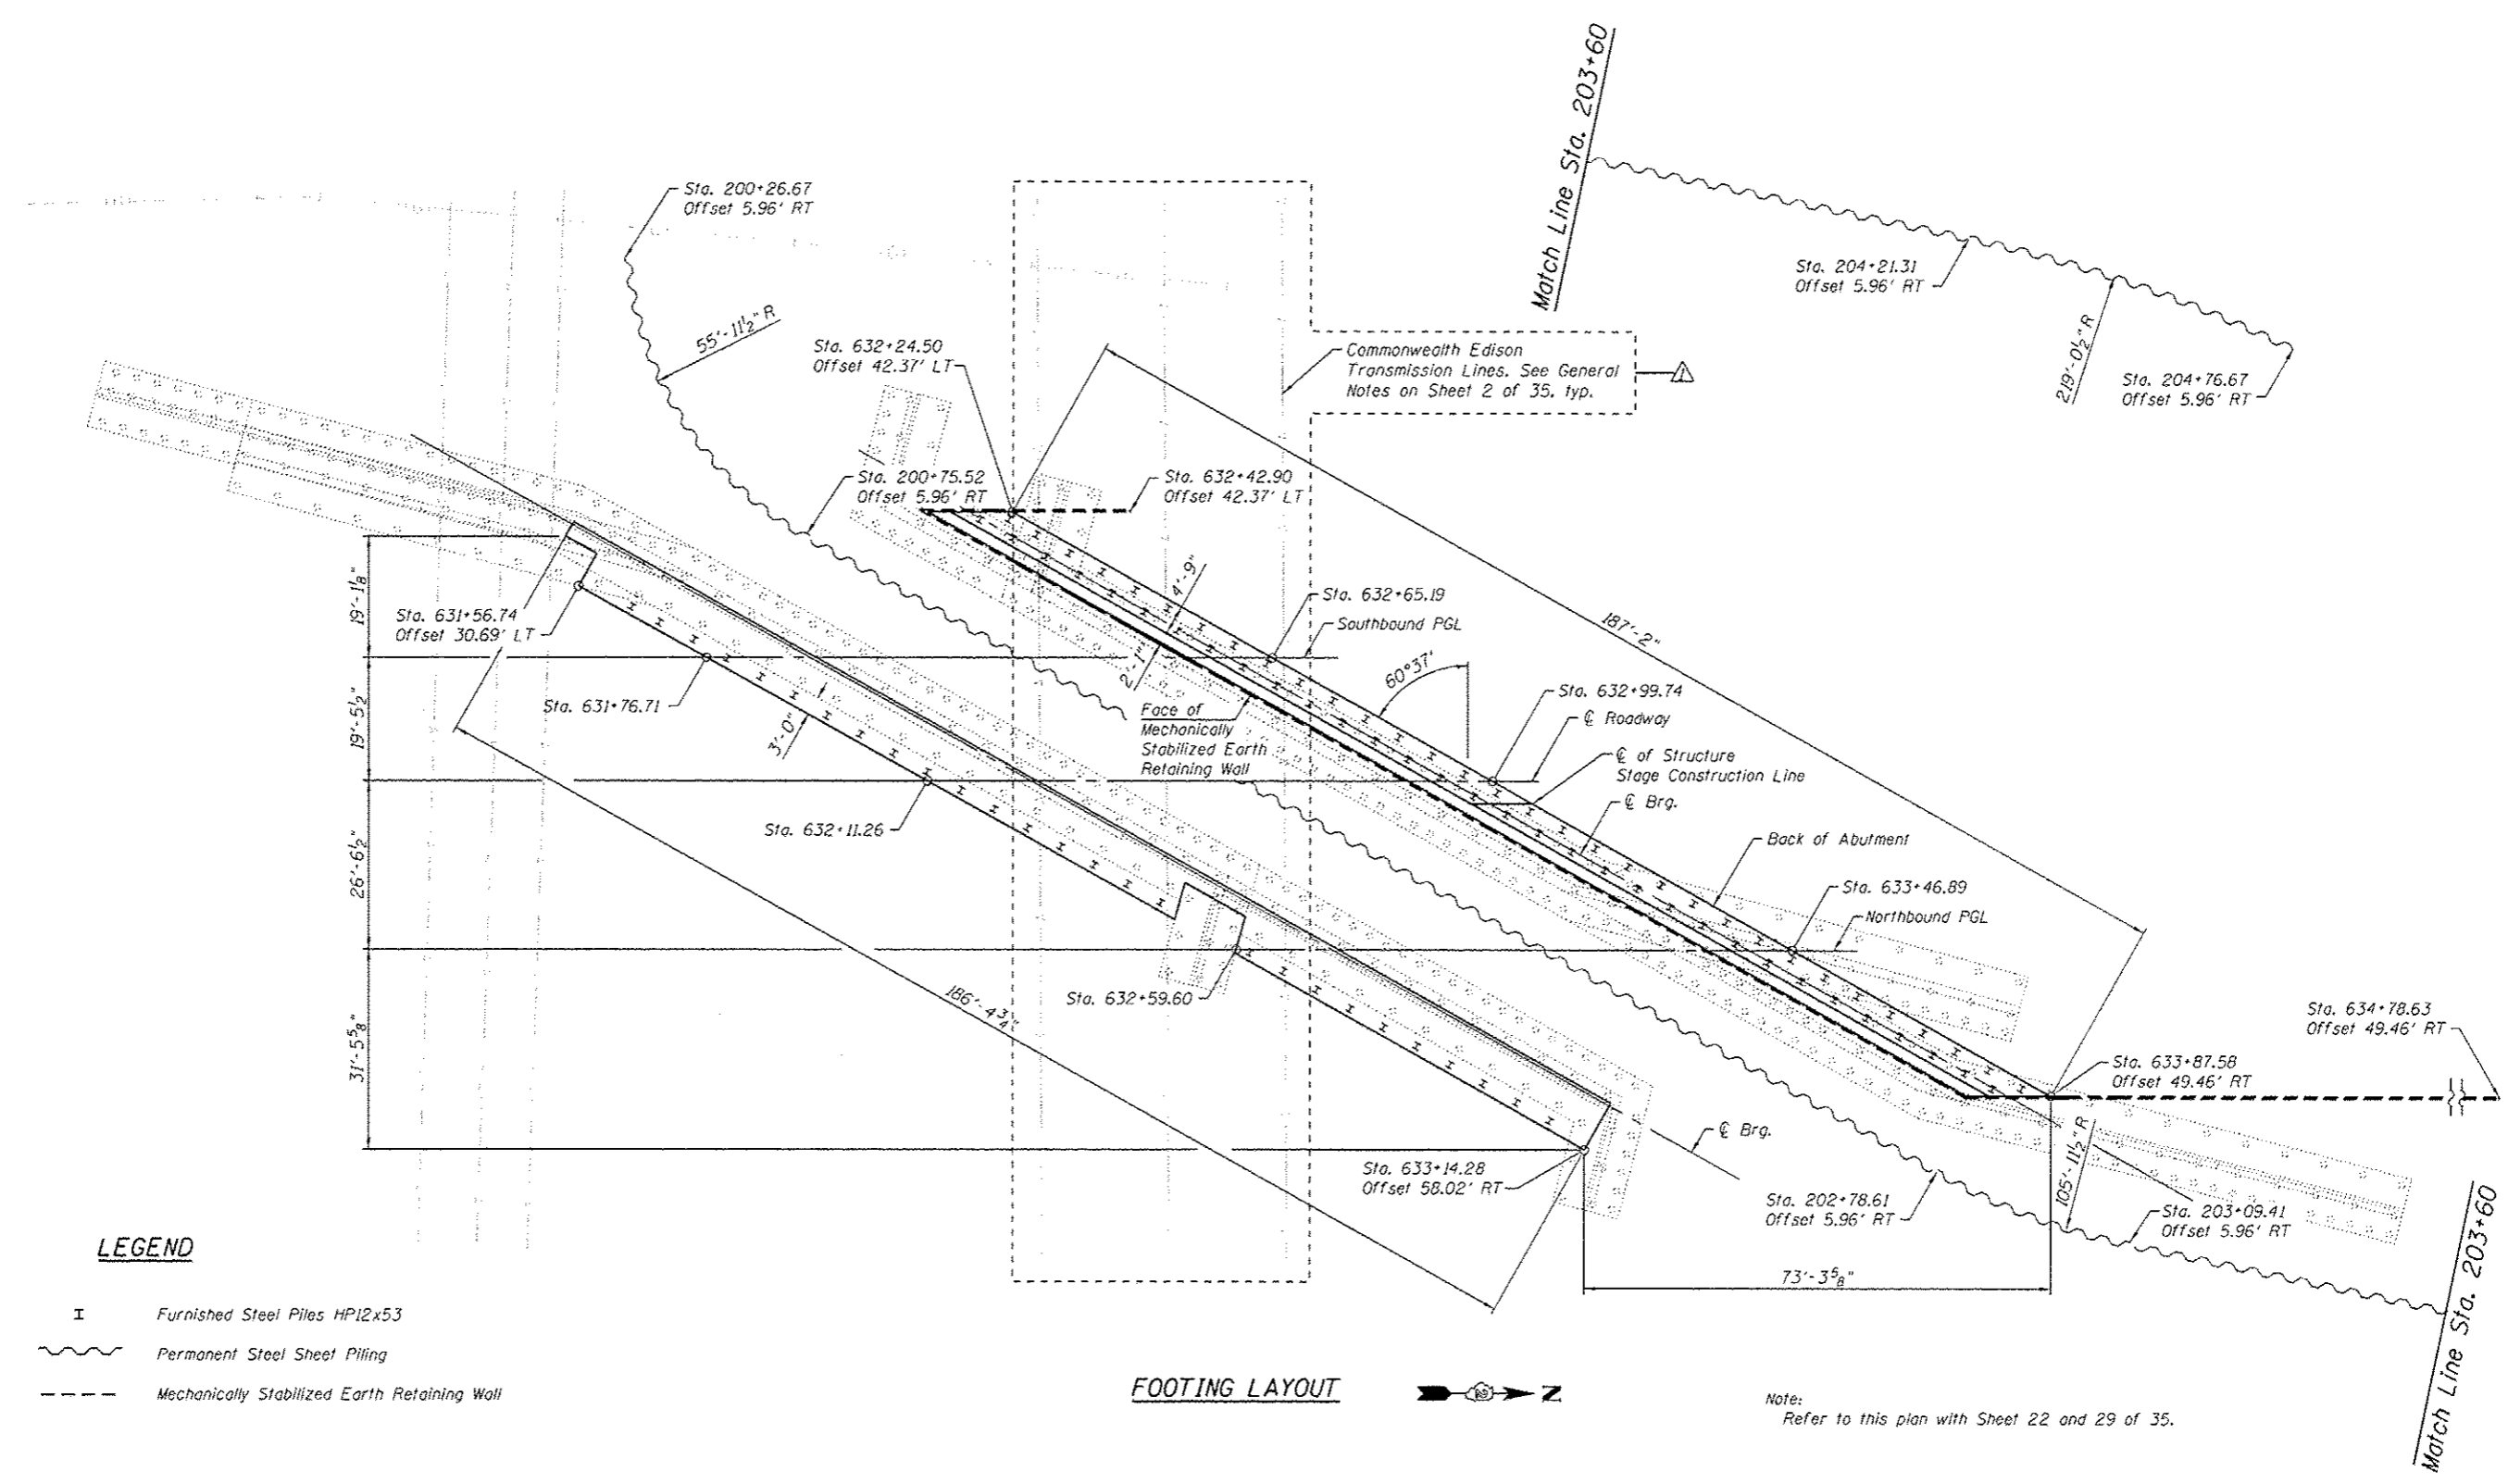 Match Line Sta. 203+60
Sta. 200+26.67
Offset 5.96' RT
55'-11½" R
Sta. 632+24.50
Offset 42.37' LT
Commonwealth Edison
Transmission Lines. See General
Notes on Sheet 2 of 35. typ.
1
Sta. 204+21.31
Offset 5.96' RT
219'-0½" R
Sta. 204+76.67
Offset 5.96' RT
Sta. 200+75.52
Offset 5.96' RT
Sta. 632+42.90
Offset 42.37' LT
4'-9"
19'-1⅛"
Sta. 631+56.74
Offset 30.69' LT
Sta. 632+65.19
Southbound PGL
187'-2"
2'-1"
60°37'
Sta. 631+76.71
19'-5½"
3'-0"
Face of
Mechanically
Stabilized Earth
Retaining Wall
Sta. 632+99.74
℄ Roadway
℄ of Structure
Stage Construction Line
℄ Brg.
Sta. 632+11.26
26'-6½"
Back of Abutment
Sta. 633+46.89
Northbound PGL
Sta. 632+59.60
186'-4¾"
31'-5⅝"
Sta. 634+78.63
Offset 49.46' RT
Sta. 633+87.58
Offset 49.46' RT
℄ Brg.
105'-11½" R
Sta. 633+14.28
Offset 58.02' RT
Sta. 202+78.61
Offset 5.96' RT
Sta. 203+09.41
Offset 5.96' RT
73'-3⅝"
Match Line Sta. 203+60
LEGEND
Furnished Steel Piles HP12x53
Permanent Steel Sheet Piling
Mechanically Stabilized Earth Retaining Wall
FOOTING LAYOUT
N
Note:
Refer to this plan with Sheet 22 and 29 of 35.